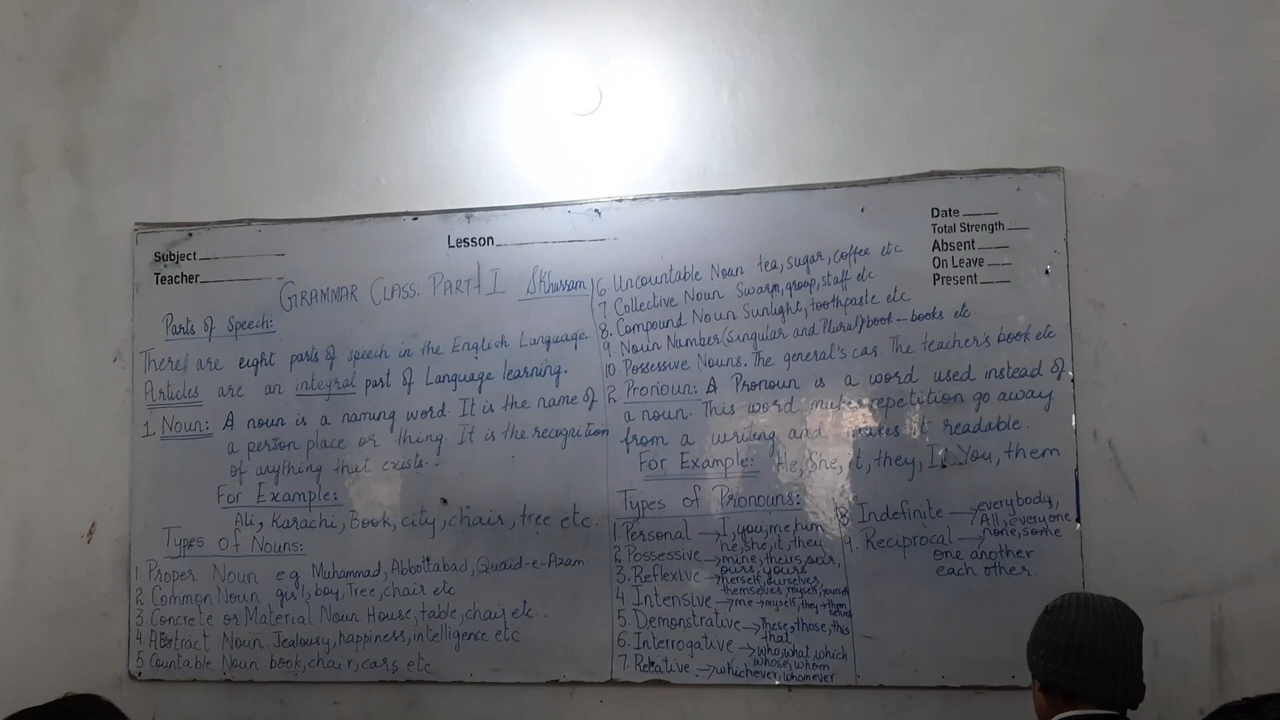 Subject
Teacher
Lesson
Date
Total Strength
Absent
On Leave
Present
GRAMMAR CLASS: PART I SKhussam
Parts of Speech:
There are eight parts of speech in the English Language.
Articles are an integral part of Language learning.
1. Noun: A noun is a naming word. It is the name of
a person place or thing. It is the recognition
of anything that exists.
For Example:
Ali, Karachi, Book, city, chair, tree etc.
Types of Nouns:
1 Proper Noun e.g Muhammad, Abbottabad, Quaid-e-Azam
2 Common Noun girl, boy, Tree, chair etc
3 Concrete or Material Noun House, table, chair etc.
4 Abstract Noun. Jealousy, happiness, intelligence etc
5 Countable Noun book, chair, cars etc
6. Uncountable Noun tea, sugar, coffee etc
7 Collective Noun Swarm, group, staff etc
8. Compound Noun Sunlight, toothpaste etc
9. Noun Number (Singular and Plural) book - books etc.
10. Possessive Nouns. The general's car. The teacher's book etc
2. Pronoun: A Pronoun is a word used instead of
a noun. This word makes repetition go away
from a writing and makes it readable.
For Example: He, She, it, they, I, You, them
Types of Pronouns:
1. Personal → I, you, me, him
he, she, it, they
2. Possessive → mine, theirs, our,
ours, yours
3. Reflexive → herself, ourselves,
themselves, myself, yourself
4 Intensive → me → myself, they → them
selves
5. Demonstrative → These, those, this
that
6. Interrogative → who, what, which
whose, whom
7. Relative → whichever, whomever
8. Indefinite → everybody,
All, everyone
none, some
9. Reciprocal →
one another
each other.